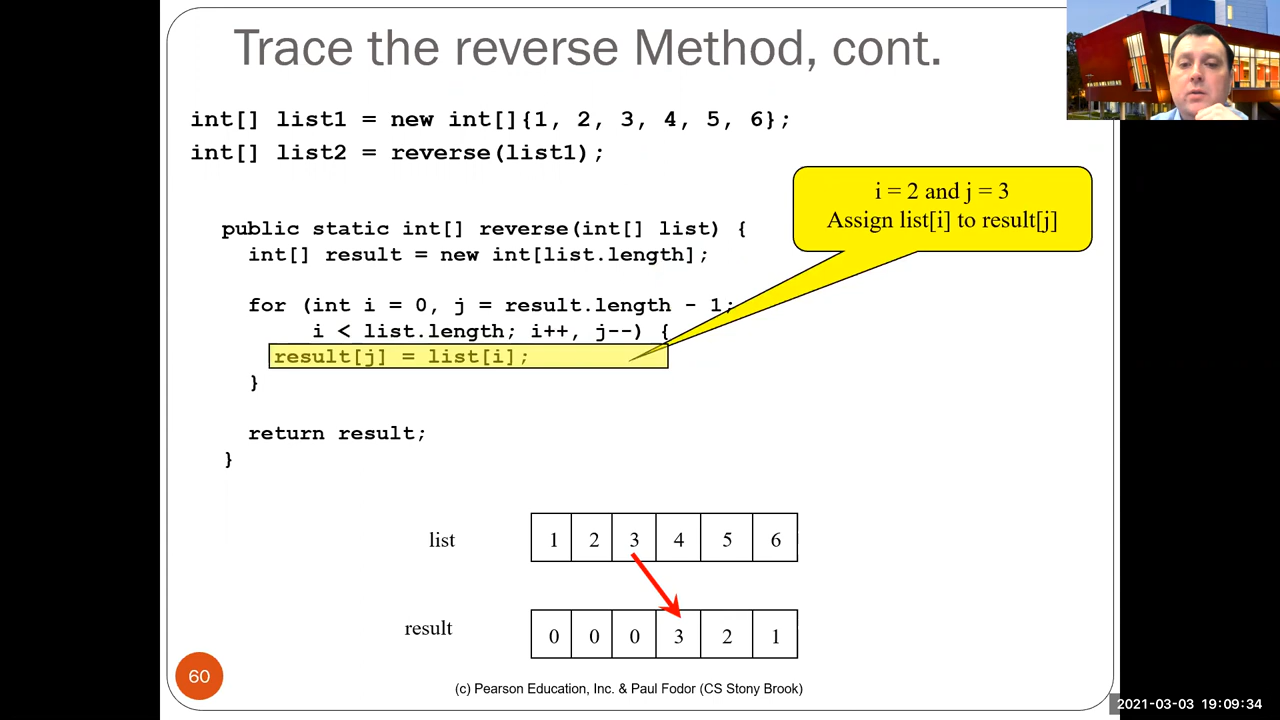 Trace the reverse Method, cont.
int[] list1 = new int[]{1, 2, 3, 4, 5, 6};
int[] list2 = reverse(list1);
i = 2 and j = 3
Assign list[i] to result[j]
public static int[] reverse(int[] list) {
int[] result = new int[list.length];
for (int i = 0, j = result.length - 1;
i < list.length; i++, j--) {
result[j] = list[i];
}
return result;
}
list 1 2 3 4 5 6
result 0 0 0 3 2 1
60
(c) Pearson Education, Inc. & Paul Fodor (CS Stony Brook)
2021-03-03 19:09:34